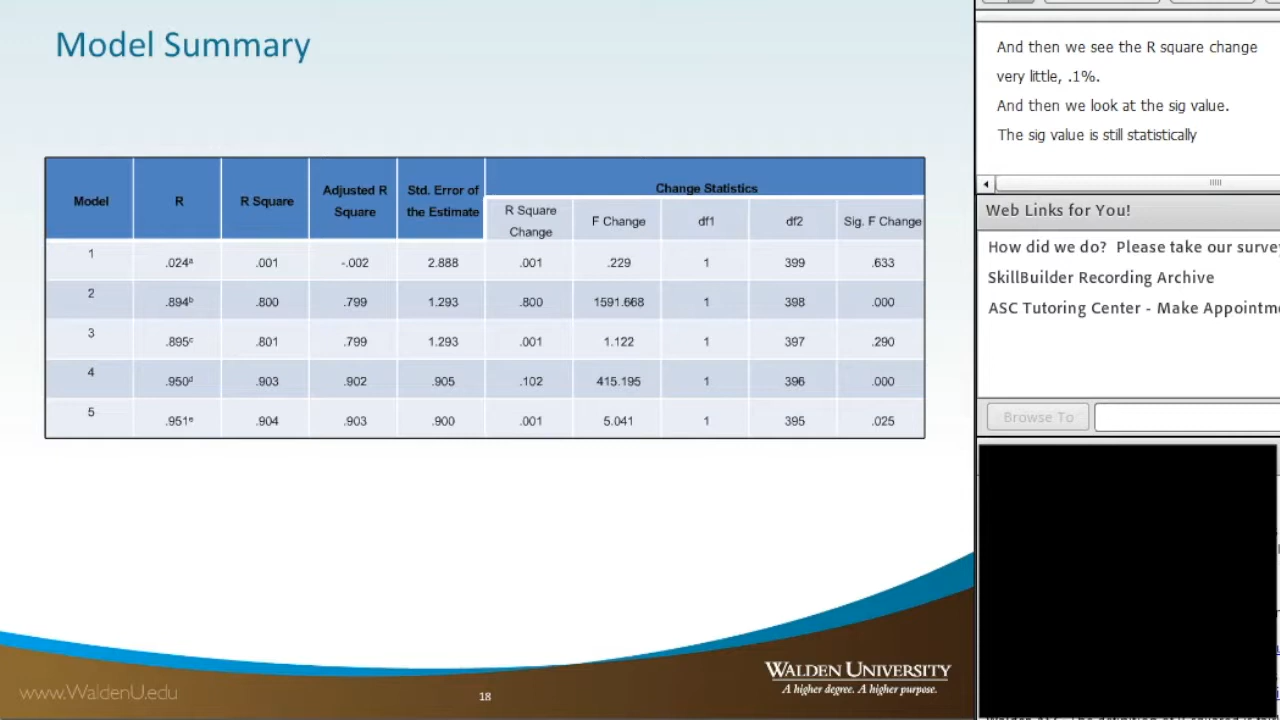 Model Summary
Model R R Square Adjusted R Square Std. Error of the Estimate Change Statistics
R Square Change F Change df1 df2 Sig. F Change
1 .024ᵃ .001 -.002 2.888 .001 .229 1 399 .633
2 .894ᵇ .800 .799 1.293 .800 1591.668 1 398 .000
3 .895ᶜ .801 .799 1.293 .001 1.122 1 397 .290
4 .950ᵈ .903 .902 .905 .102 415.195 1 396 .000
5 .951ᵉ .904 .903 .900 .001 5.041 1 395 .025
www.WaldenU.edu
18
WALDEN UNIVERSITY
A higher degree. A higher purpose.
And then we see the R square change
very little, .1%.
And then we look at the sig value.
The sig value is still statistically
Web Links for You!
How did we do? Please take our surve
SkillBuilder Recording Archive
ASC Tutoring Center - Make Appointm
Browse To